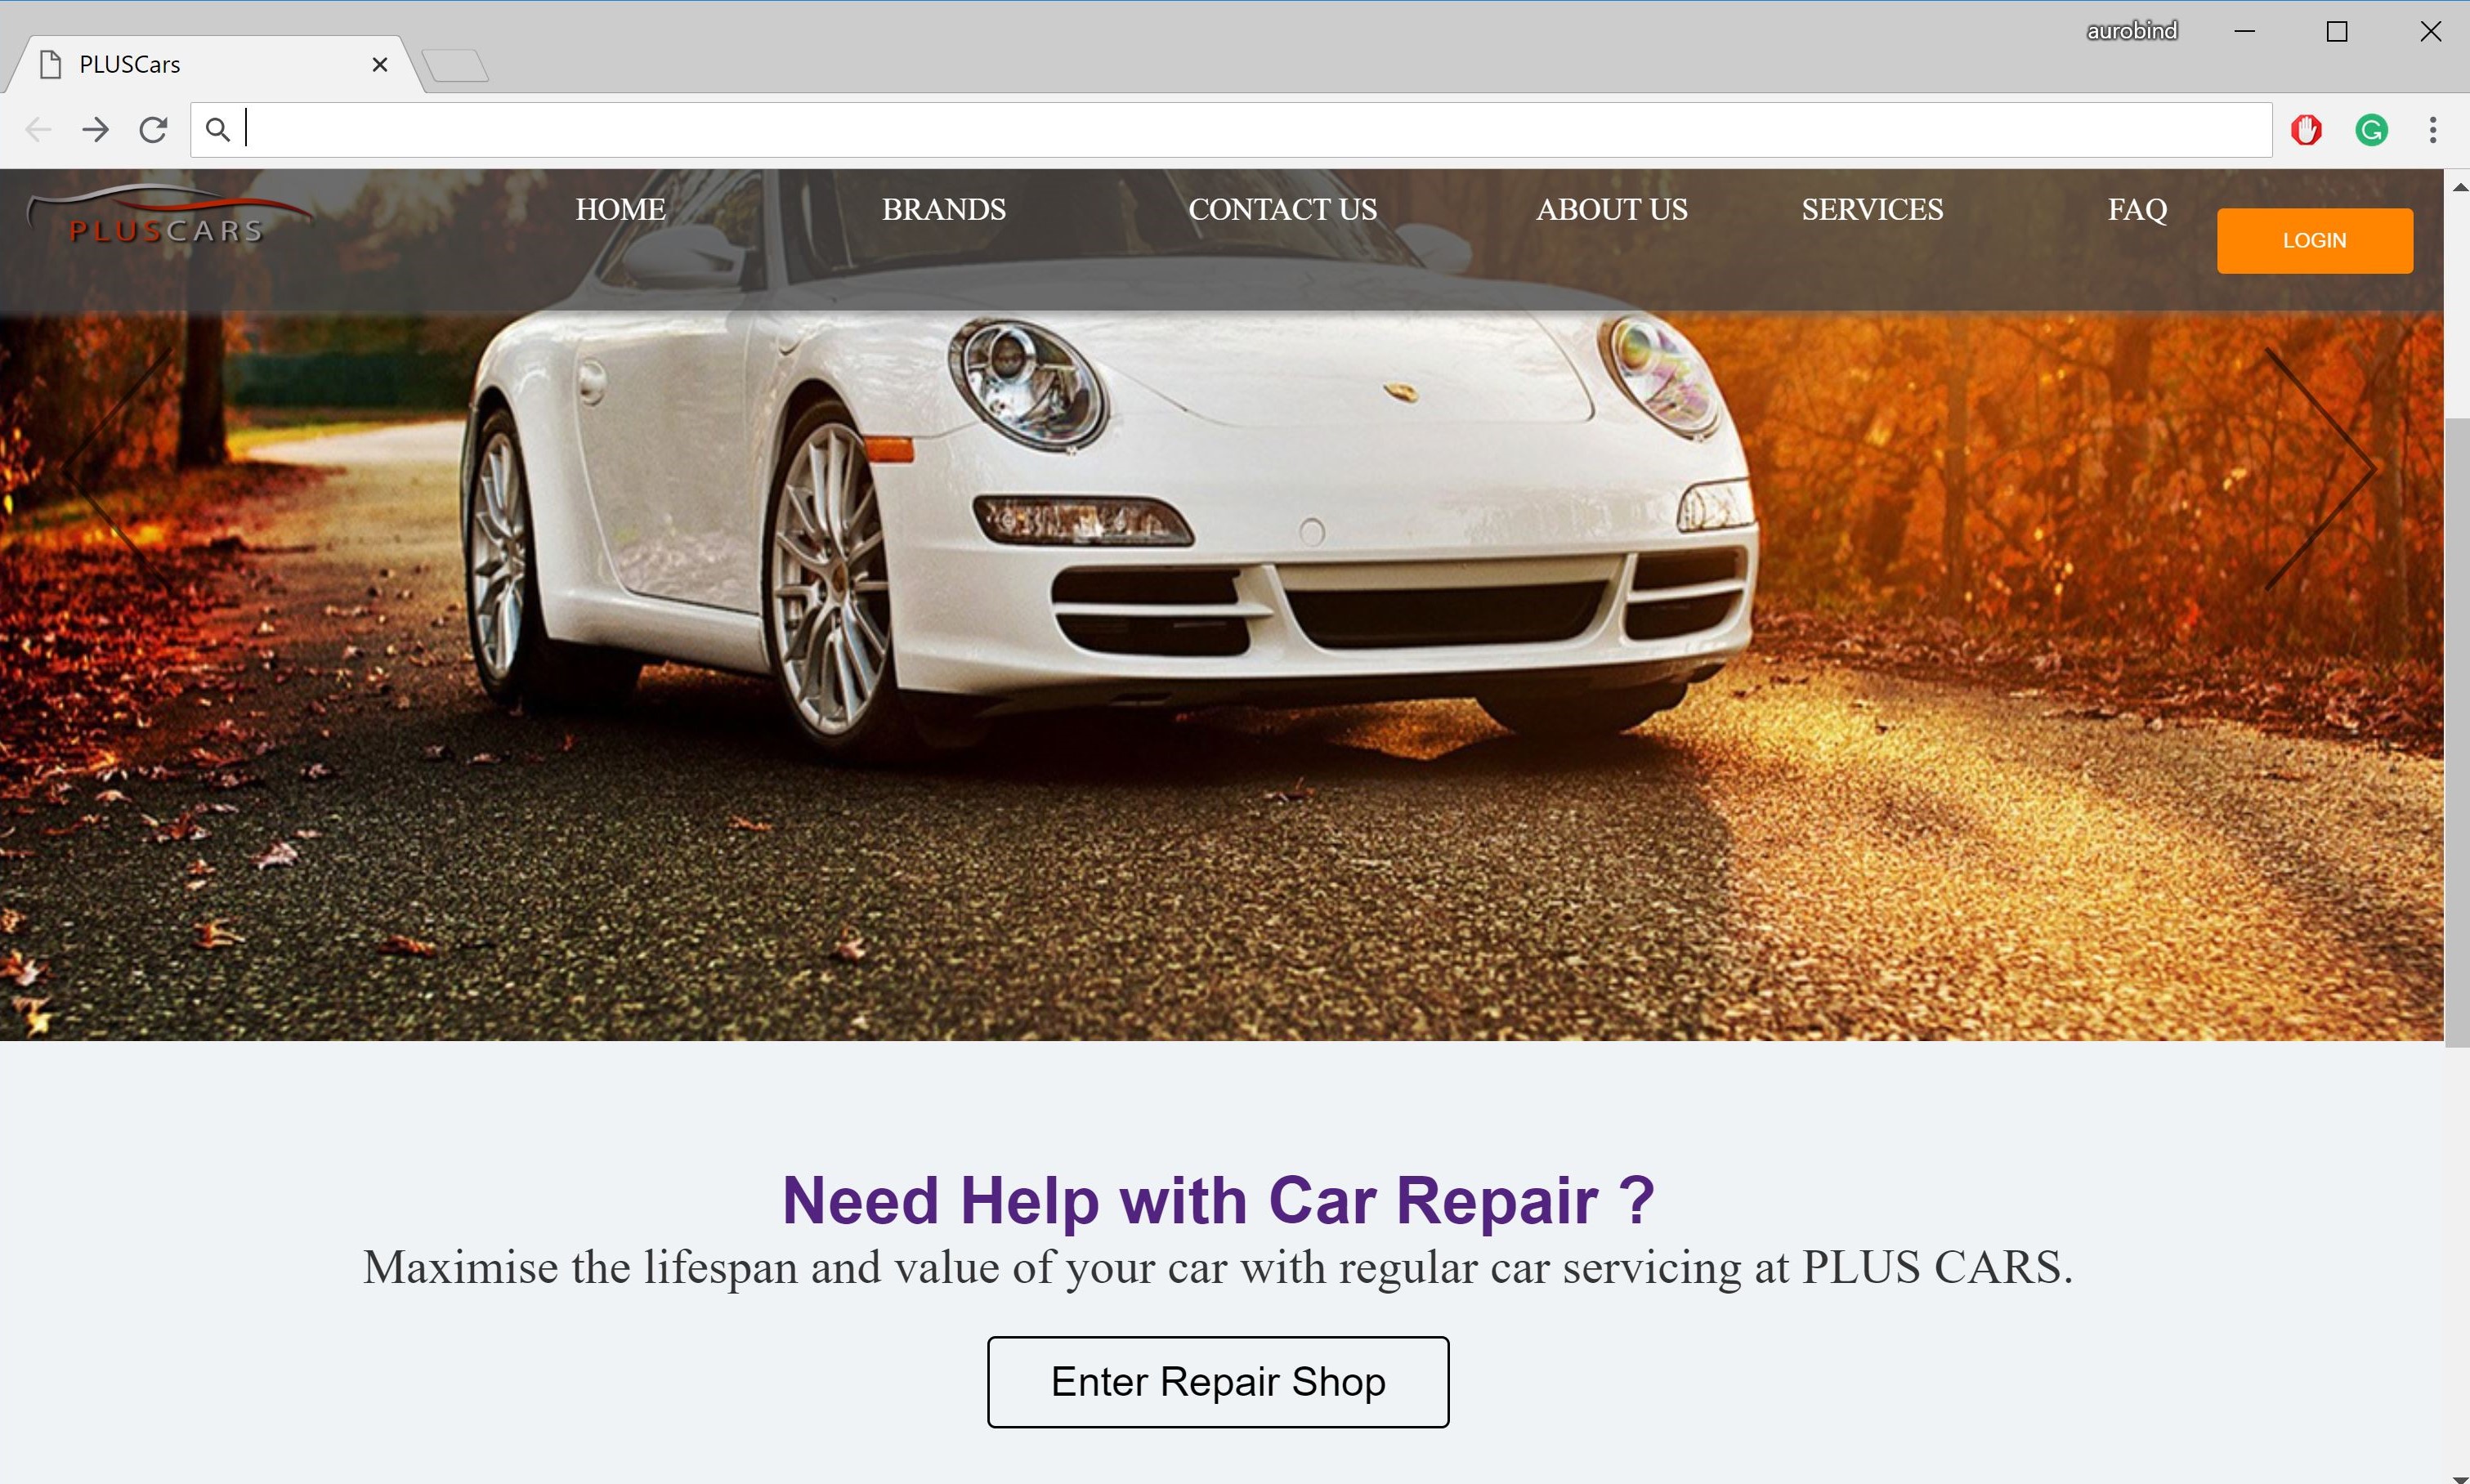 aurobind
PLUSCars
PLUSCARS
HOME
BRANDS
CONTACT US
ABOUT US
SERVICES
FAQ
LOGIN
Need Help with Car Repair ?
Maximise the lifespan and value of your car with regular car servicing at PLUS CARS.
Enter Repair Shop